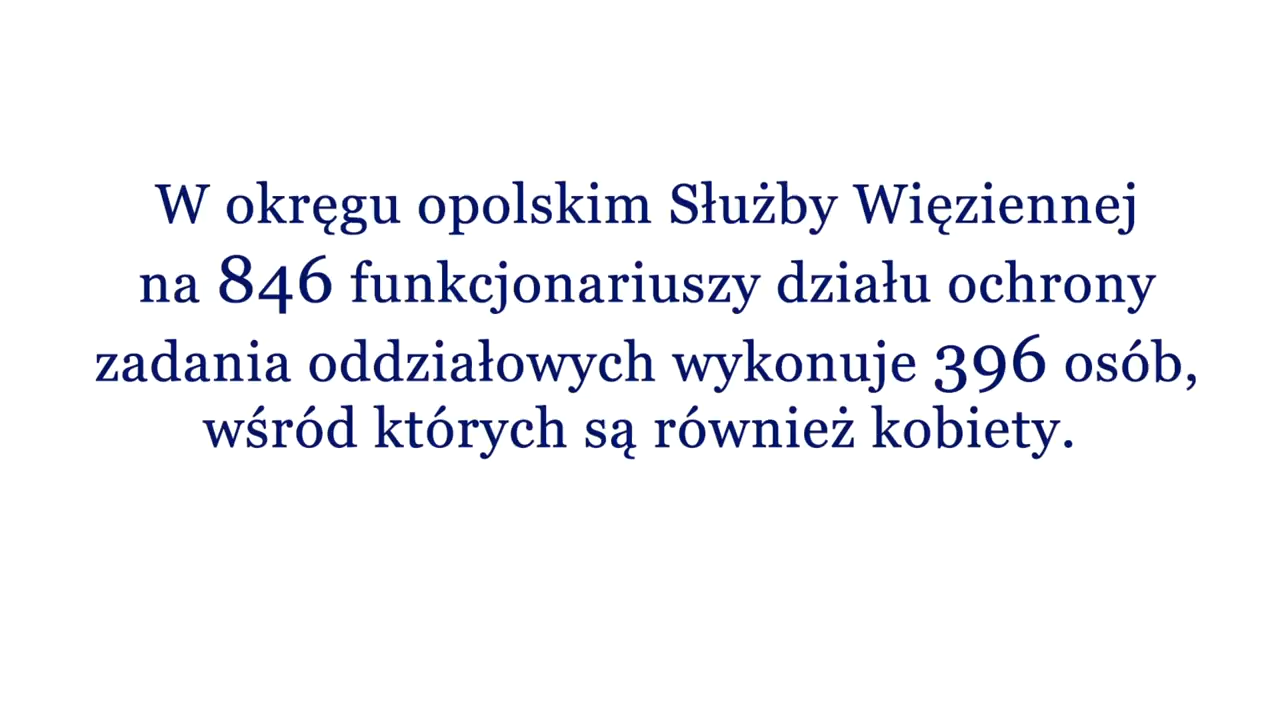 W okręgu opolskim Służby Więziennej
na 846 funkcjonariuszy działu ochrony
zadania oddziałowych wykonuje 396 osób,
wśród których są również kobiety.